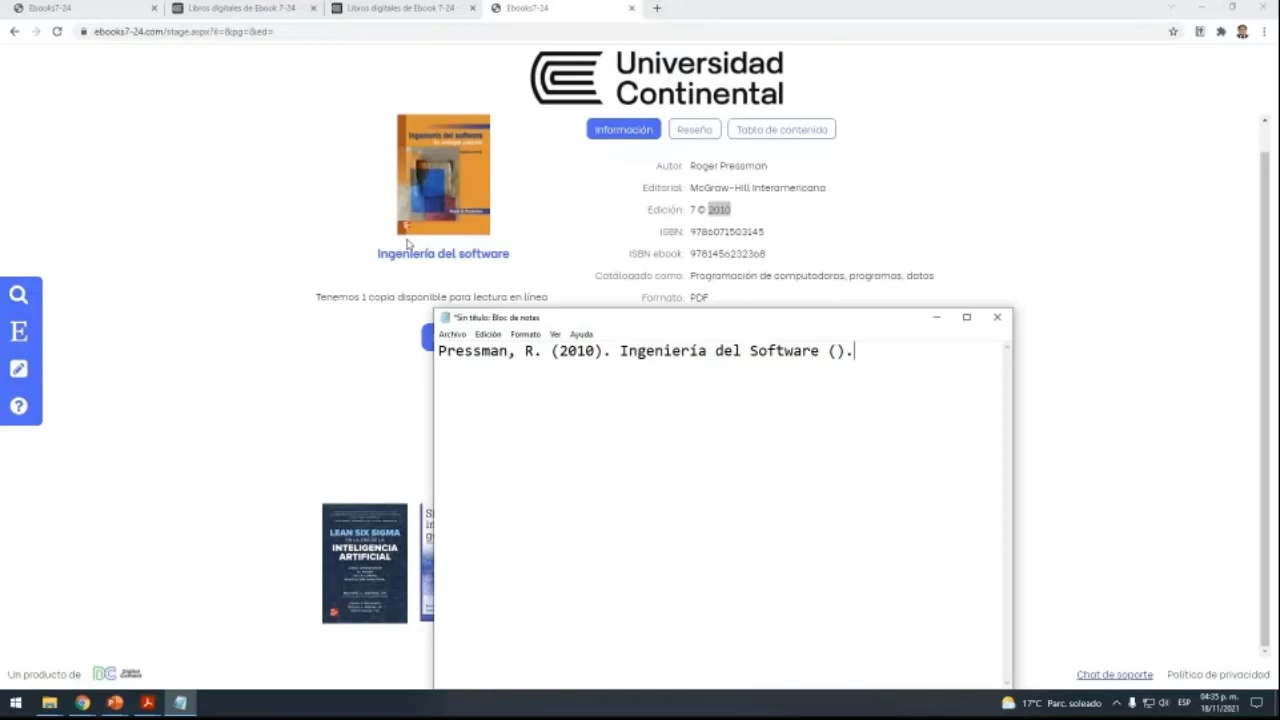 Ebooks7-24
Libros digitales de Ebook 7-24 -
Libros digitales de Ebook 7-24 -
Ebooks7-24
ebooks7-24.com/stage.aspx?il=&pg=&ed=
Universidad
Continental
Ingeniería del software
Información
Reseña
Tabla de contenido
Autor: Roger Pressman
Editorial: McGraw-Hill Interamericana
Edición: 7 © 2010
ISBN: 9786071503145
ISBN ebook: 9781456232368
Catálogado como: Programación de computadoras, programas, datos
Formato: PDF
Ingeniería del software
Tenemos 1 copia disponible para lectura en línea
E
*Sin título: Bloc de notas
Archivo Edición Formato Ver Ayuda
Pressman, R. (2010). Ingeniería del Software ().
LEAN SIX SIGMA
INTELIGENCIA
ARTIFICIAL
Un producto de
Chat de soporte
Política de privacidad
17°C Parc. soleado
ESP
04:35 p. m.
18/11/2021